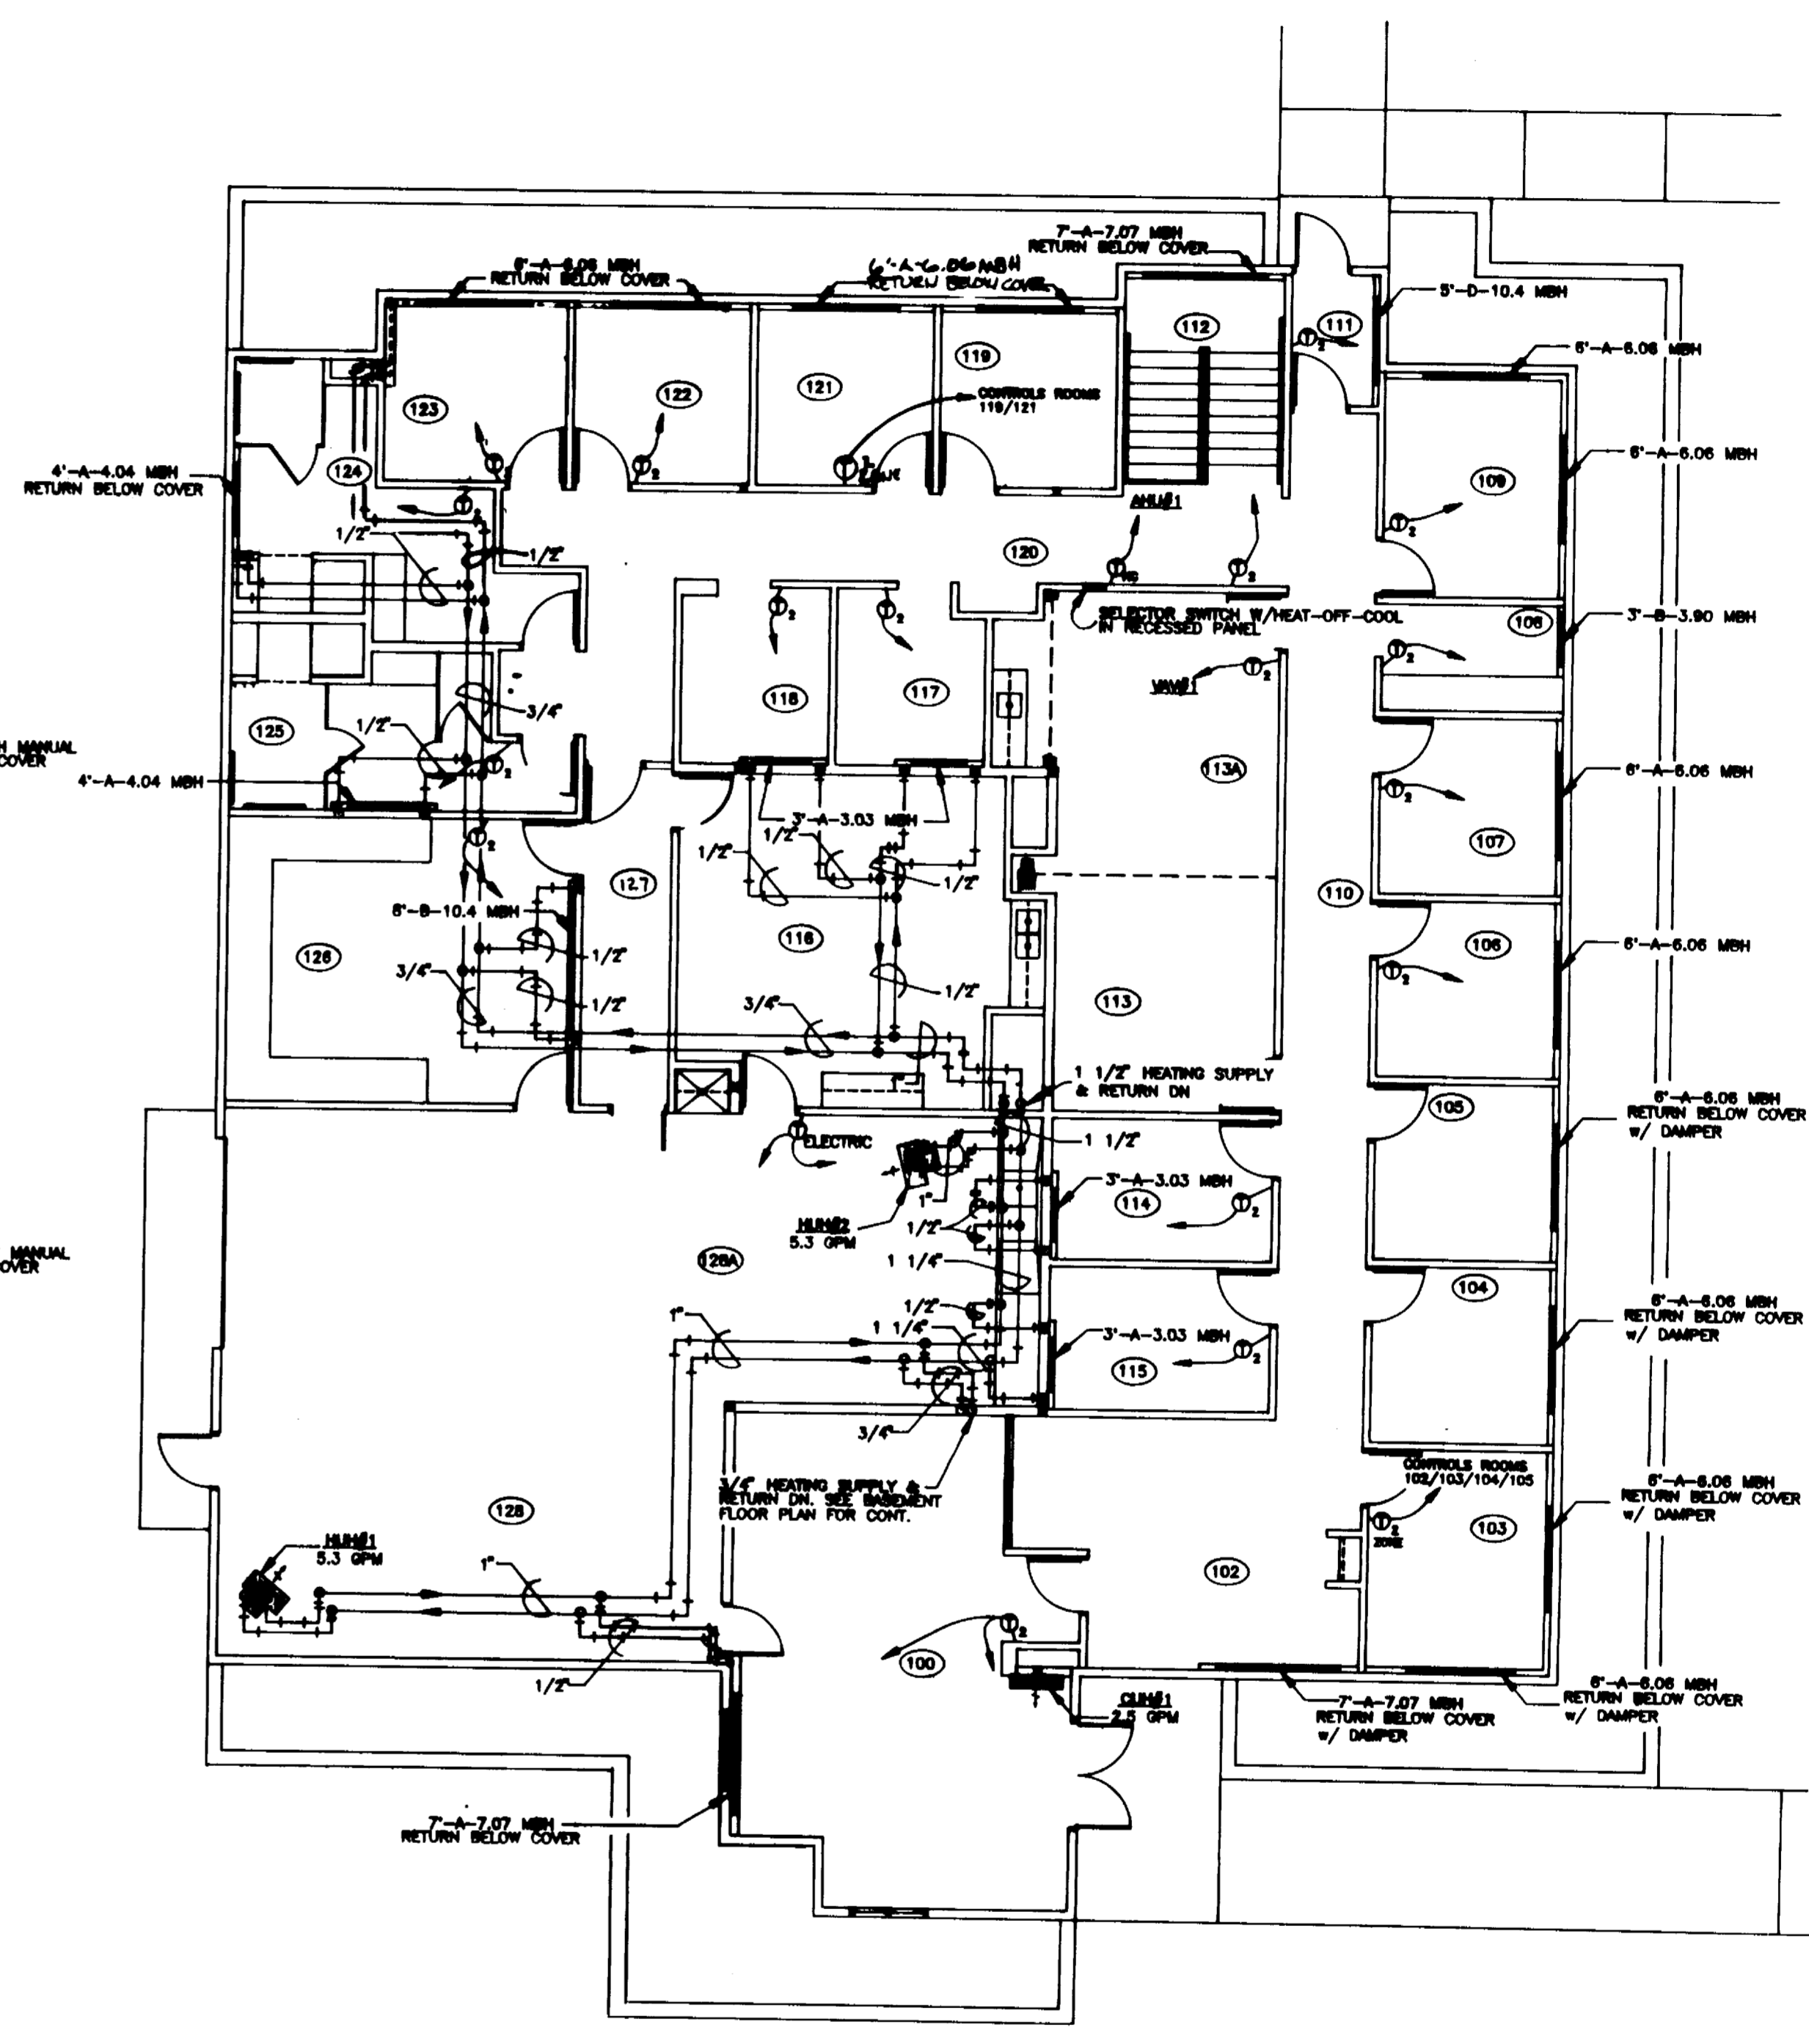 7'-A-7.07 MBH
RETURN BELOW COVER
6'-A-6.06 MBH
RETURN BELOW COVER
6'-A-6.06 MBH
RETURN BELOW COVER
5'-D-10.4 MBH
112
111
6'-A-6.06 MBH
119
121
122
123
CONTROLS ROOMS
119/121
T
2
6'-A-6.06 MBH
109
4'-A-4.04 MBH
RETURN BELOW COVER
124
AHU#1
1/2"
1/2"
120
SELECTOR SWITCH W/HEAT-OFF-COOL
IN RECESSED PANEL
108
3'-B-3.90 MBH
VAV#1
118
117
125
1/2"
3/4"
MANUAL
COVER
4'-A-4.04 MBH
113A
6'-A-6.06 MBH
3'-A-3.03 MBH
1/2"
1/2"
1/2"
107
127
110
6'-B-10.4 MBH
126
116
106
6'-A-6.06 MBH
1/2"
3/4"
1/2"
1/2"
3/4"
113
1"
1 1/2" HEATING SUPPLY
& RETURN DN
105
6'-A-6.06 MBH
RETURN BELOW COVER
w/ DAMPER
ELECTRIC
1 1/2"
3'-A-3.03 MBH
114
1"
HUH#2
5.3 GPM
1/2"
MANUAL
COVER
128A
1 1/4"
104
6'-A-6.06 MBH
RETURN BELOW COVER
w/ DAMPER
1"
1/2"
1 1/4"
3'-A-3.03 MBH
115
3/4"
3/4" HEATING SUPPLY &
RETURN DN. SEE BASEMENT
FLOOR PLAN FOR CONT.
CONTROLS ROOMS
102/103/104/105
ZONE
103
6'-A-6.06 MBH
RETURN BELOW COVER
w/ DAMPER
128
HUH#1
5.3 GPM
1"
102
1/2"
100
CUH#1
2.5 GPM
7'-A-7.07 MBH
RETURN BELOW COVER
w/ DAMPER
6'-A-6.06 MBH
RETURN BELOW COVER
w/ DAMPER
7'-A-7.07 MBH
RETURN BELOW COVER